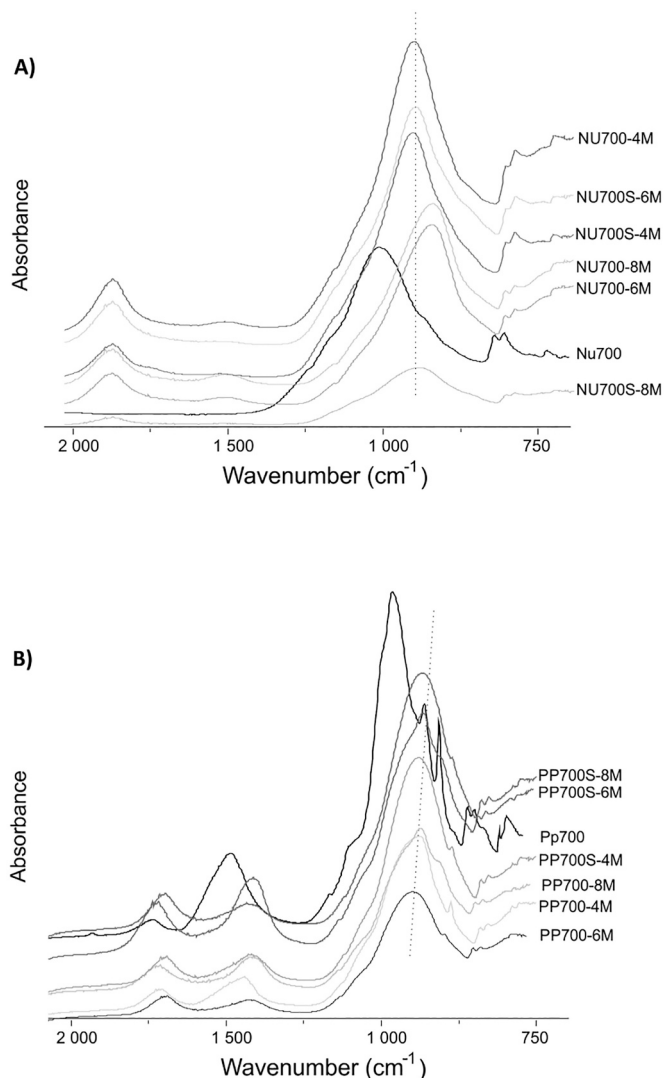 A)
Absorbance
NU700-4M
NU700S-6M
NU700S-4M
NU700-8M
NU700-6M
Nu700
NU700S-8M
2 000 1 500 1 000 750
Wavenumber (cm-1)
B)
Absorbance
PP700S-8M
PP700S-6M
Pp700
PP700S-4M
PP700-8M
PP700-4M
PP700-6M
2 000 1 500 1 000 750
Wavenumber (cm-1)